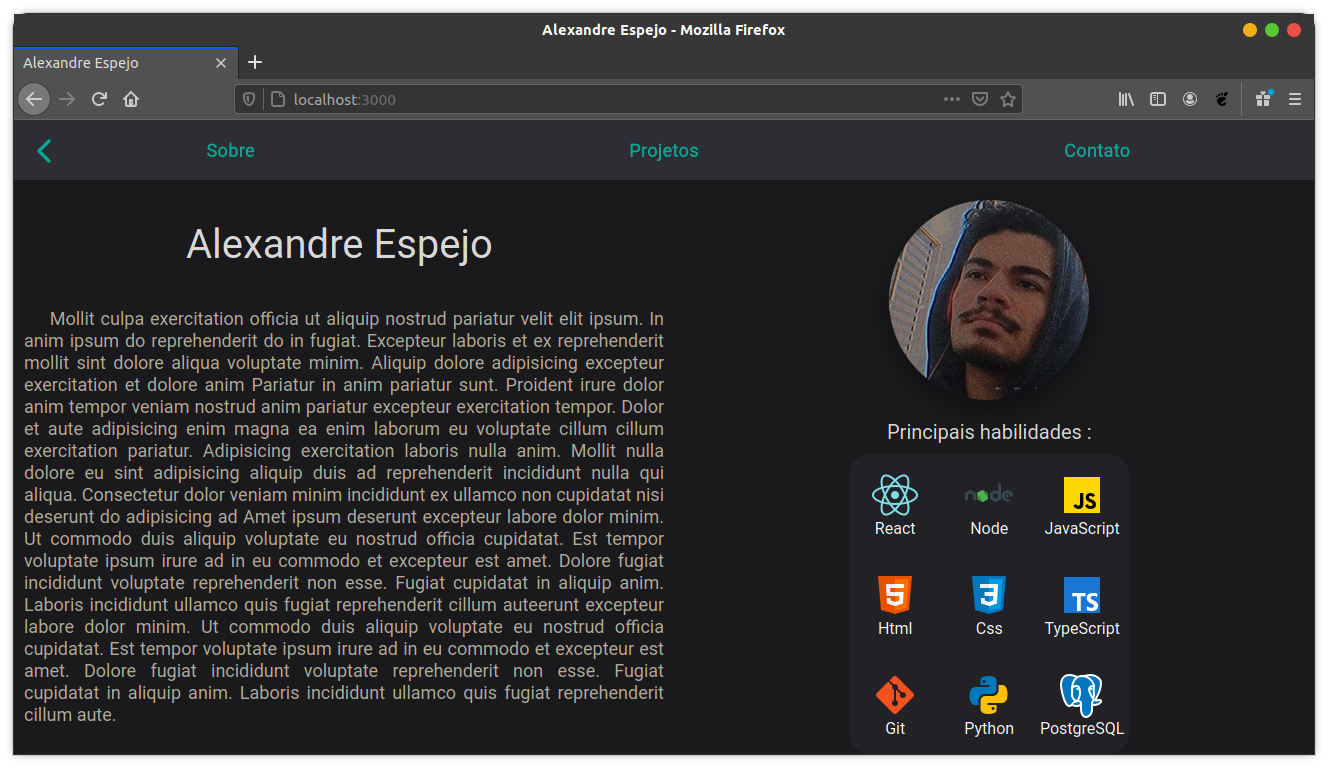 Alexandre Espejo - Mozilla Firefox
Alexandre Espejo
localhost:3000
Sobre
Projetos
Contato
Alexandre Espejo
Mollit culpa exercitation officia ut aliquip nostrud pariatur velit elit ipsum. In
anim ipsum do reprehenderit do in fugiat. Excepteur laboris et ex reprehenderit
mollit sint dolore aliqua voluptate minim. Aliquip dolore adipisicing excepteur
exercitation et dolore anim Pariatur in anim pariatur sunt. Proident irure dolor
anim tempor veniam nostrud anim pariatur excepteur exercitation tempor. Dolor
et aute adipisicing enim magna ea enim laborum eu voluptate cillum cillum
exercitation pariatur. Adipisicing exercitation laboris nulla anim. Mollit nulla
dolore eu sint adipisicing aliquip duis ad reprehenderit incididunt nulla qui
aliqua. Consectetur dolor veniam minim incididunt ex ullamco non cupidatat nisi
deserunt do adipisicing ad Amet ipsum deserunt excepteur labore dolor minim.
Ut commodo duis aliquip voluptate eu nostrud officia cupidatat. Est tempor
voluptate ipsum irure ad in eu commodo et excepteur est amet. Dolore fugiat
incididunt voluptate reprehenderit non esse. Fugiat cupidatat in aliquip anim.
Laboris incididunt ullamco quis fugiat reprehenderit cillum auteerunt excepteur
labore dolor minim. Ut commodo duis aliquip voluptate eu nostrud officia
cupidatat. Est tempor voluptate ipsum irure ad in eu commodo et excepteur est
amet. Dolore fugiat incididunt voluptate reprehenderit non esse. Fugiat
cupidatat in aliquip anim. Laboris incididunt ullamco quis fugiat reprehenderit
cillum aute.
Principais habilidades :
node
JS
React
Node
JavaScript
5
3
TS
Html
Css
TypeScript
Git
Python
PostgreSQL